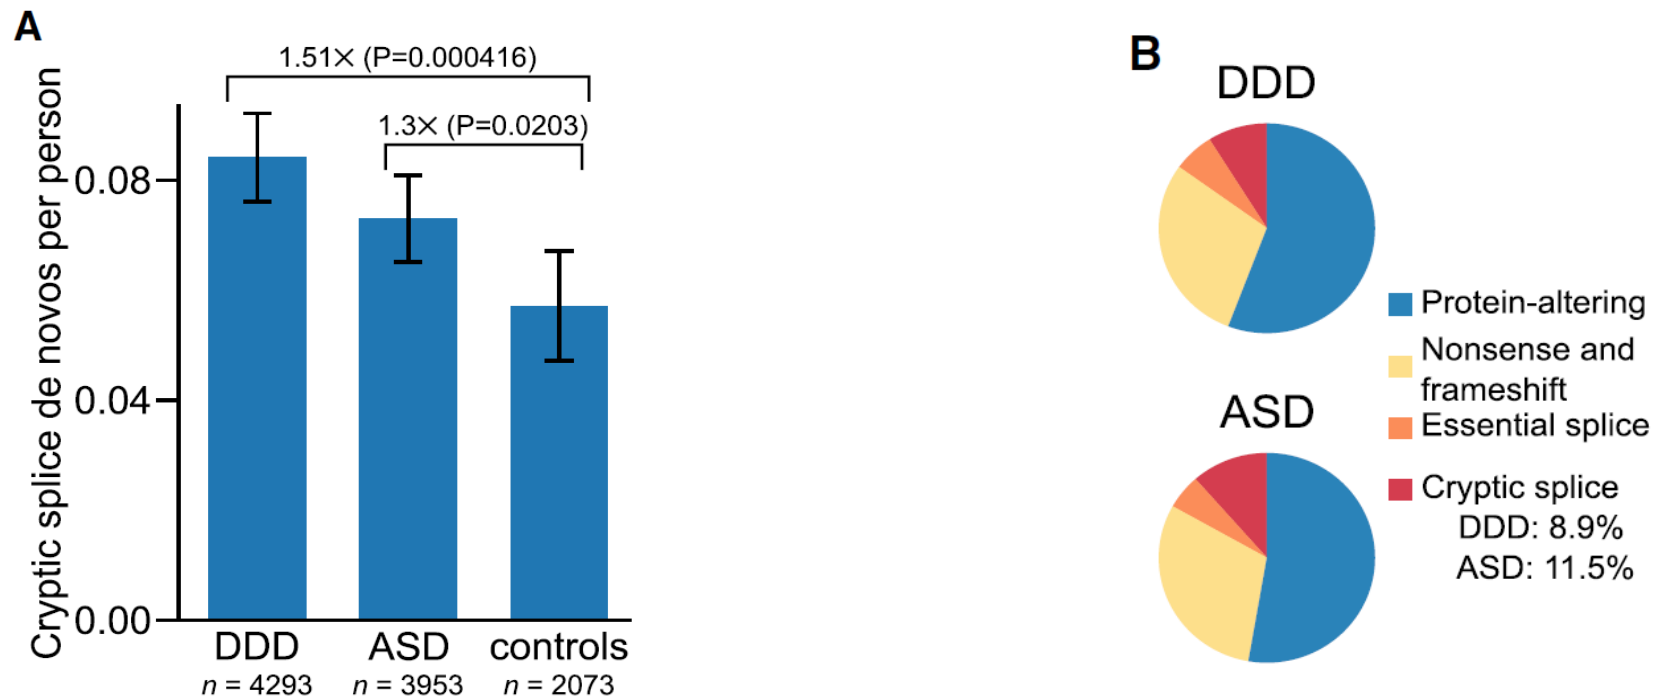 A
1.51× (P=0.000416)
1.3× (P=0.0203)
Cryptic splice de novos per person
0.08
0.04
0.00
DDD
ASD
controls
n = 4293
n = 3953
n = 2073
B
DDD
ASD
Protein-altering
Nonsense and
frameshift
Essential splice
Cryptic splice
DDD: 8.9%
ASD: 11.5%